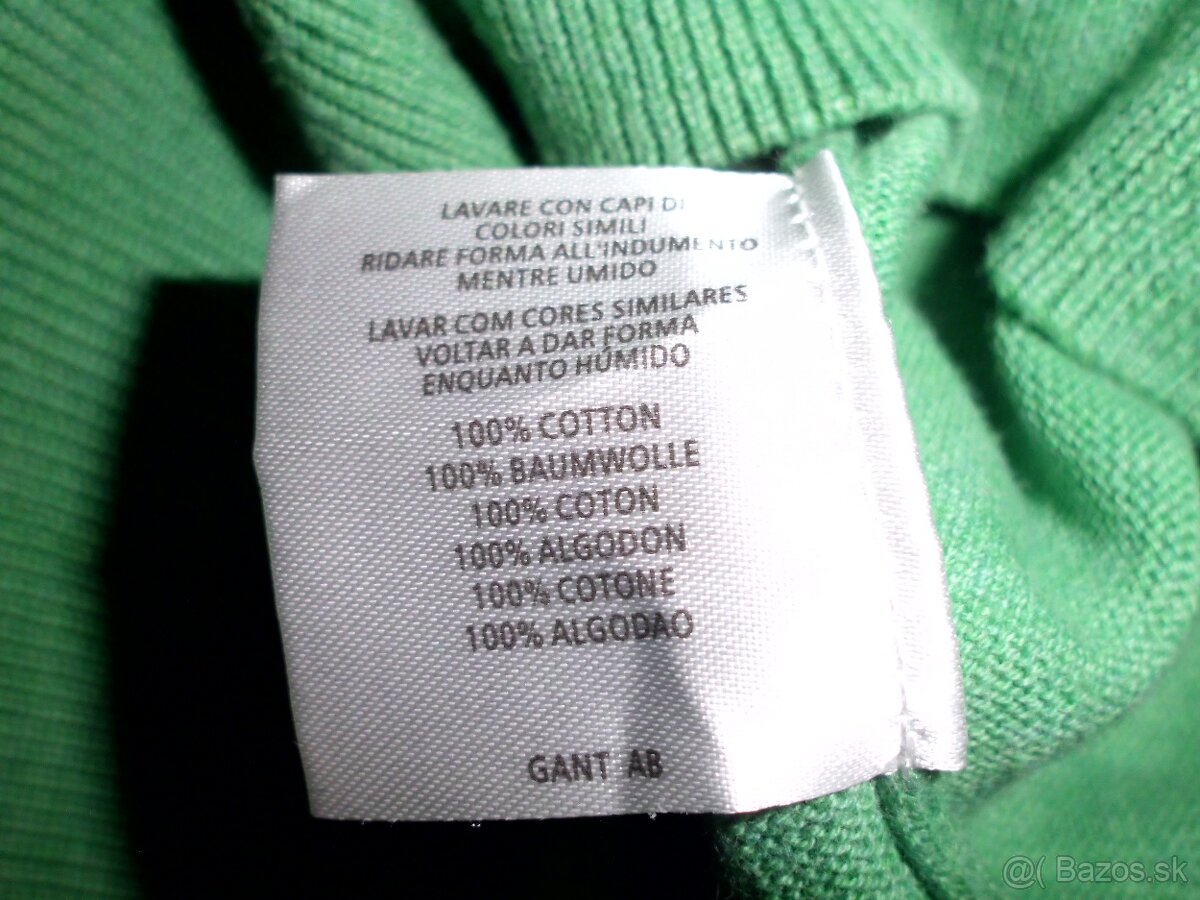 LAVARE CON CAPI DI
COLORI SIMILI
RIDARE FORMA ALL'INDUMENTO
MENTRE UMIDO
LAVAR COM CORES SIMILARES
VOLTAR A DAR FORMA
ENQUANTO HÚMIDO
100% COTTON
100% BAUMWOLLE
100% COTON
100% ALGODON
100% COTONE
100% ALGODAO
GANT AB
@( Bazos.sk